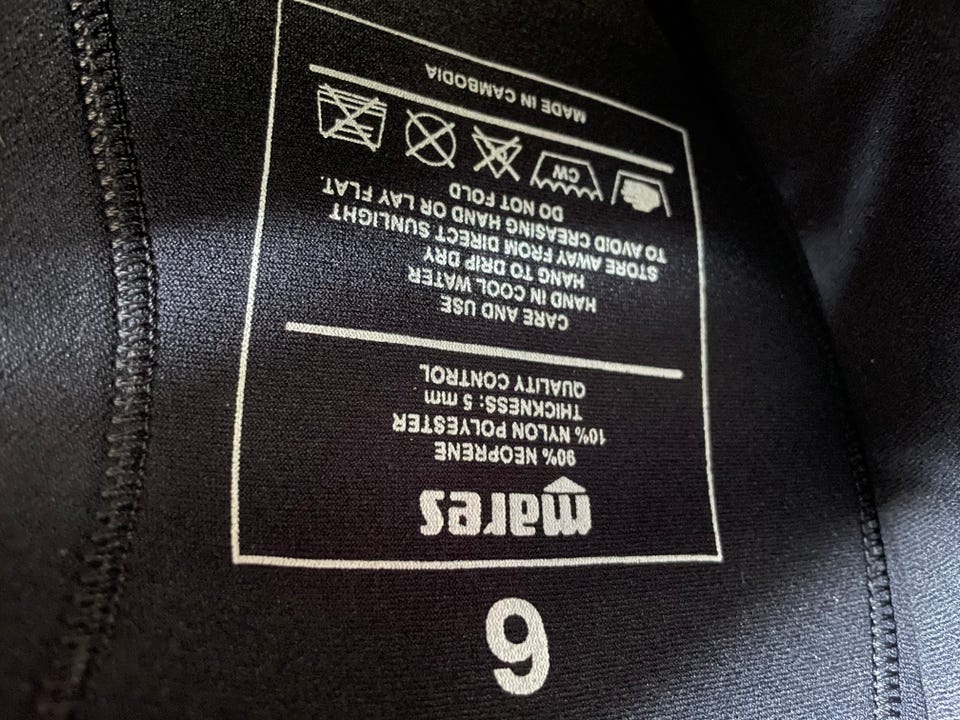 6
mares
90% NEOPRENE
10% NYLON POLYESTER
THICKNESS: 5 mm
QUALITY CONTROL
CARE AND USE
HAND IN COOL WATER
HANG TO DRIP DRY
STORE AWAY FROM DIRECT SUNLIGHT
TO AVOID CREASING HAND OR LAY FLAT.
DO NOT FOLD
CW
MADE IN CAMBODIA